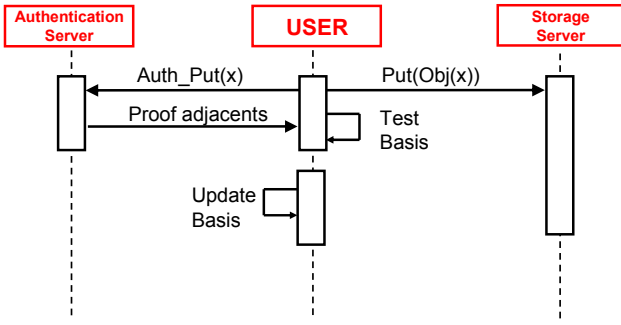 Authentication
Server
USER
Storage
Server
Auth_Put(x)
Put(Obj(x))
Proof adjacents
Test
Basis
Update
Basis